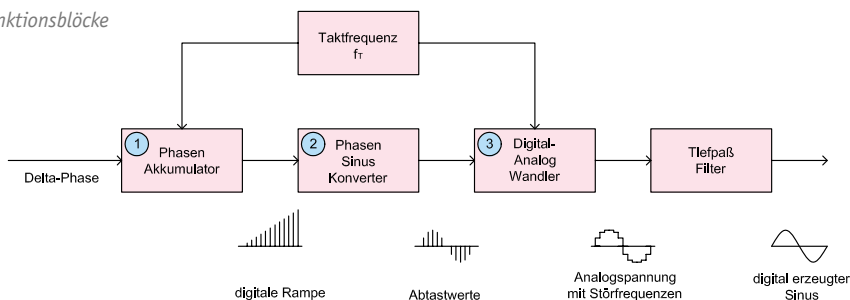 nktionsblöcke
Taktfrequenz
fT
1
Phasen
Akkumulator
2
Phasen
Sinus
Konverter
3
Digital-
Analog
Wandler
TIefpaß
Filter
Delta-Phase
digitale Rampe
Abtastwerte
Analogspannung
mit Störfrequenzen
digital erzeugter
Sinus